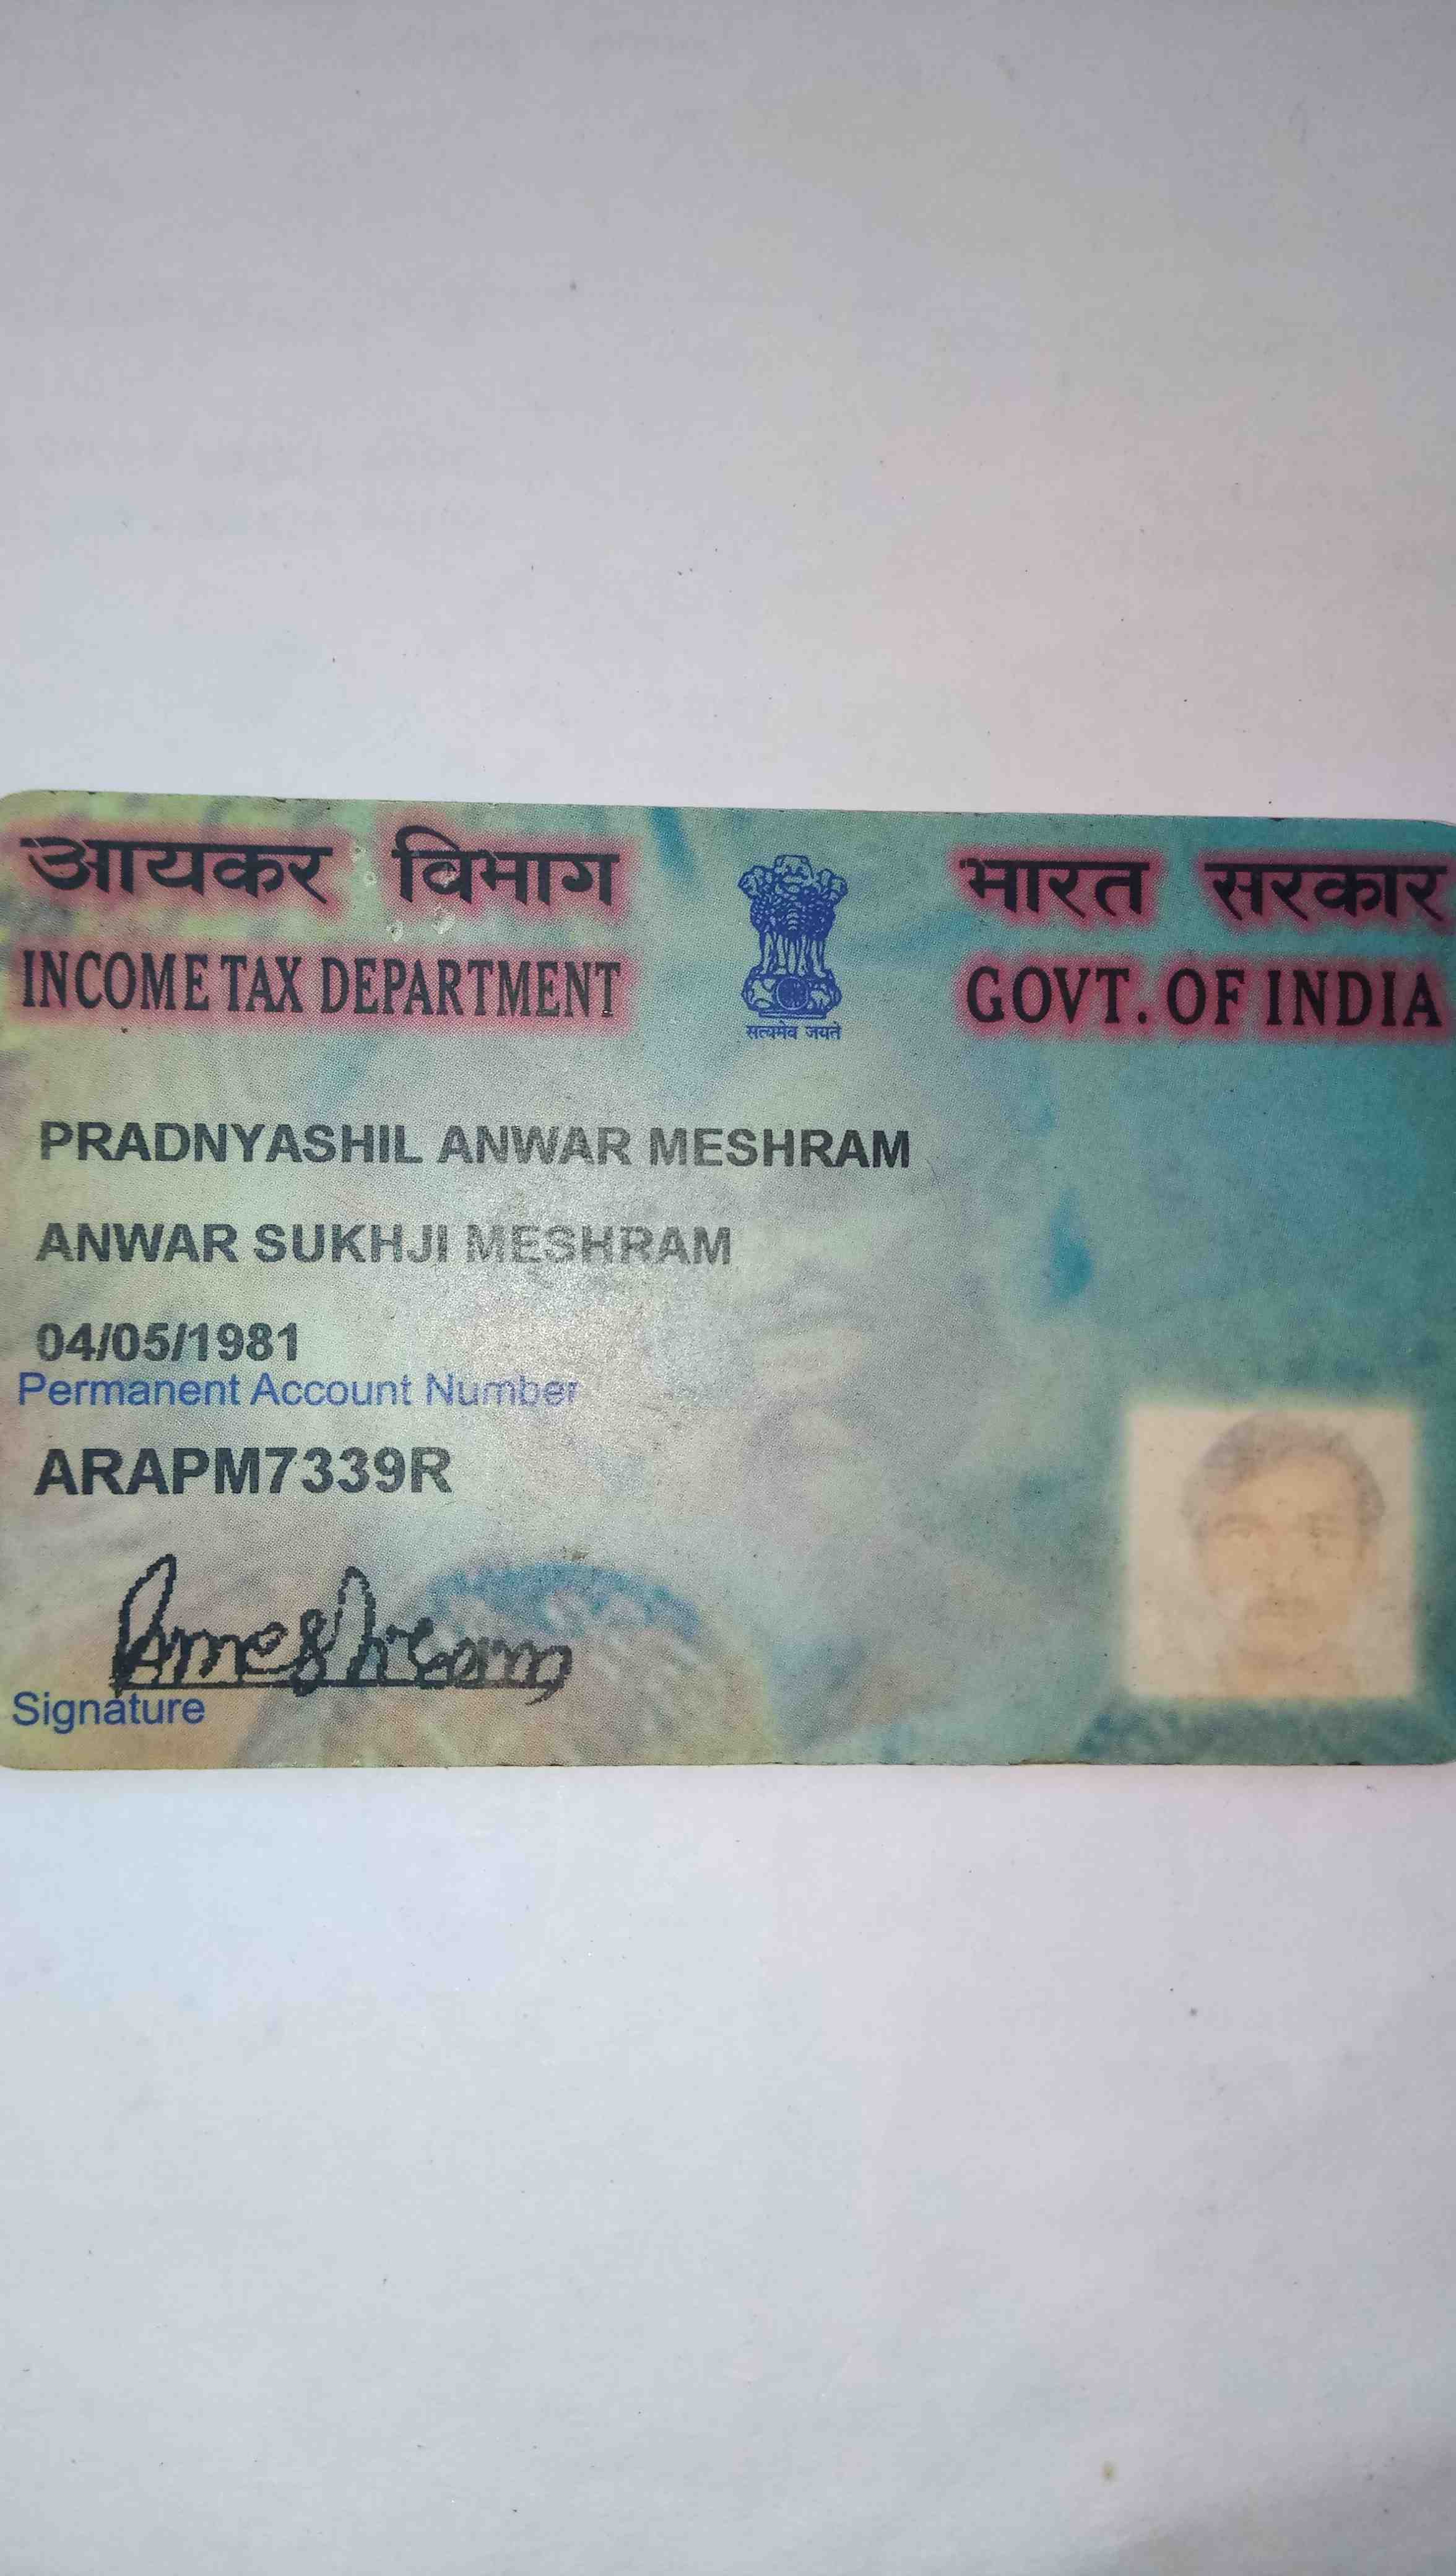 आयकर विभाग
भारत सरकार
INCOME TAX DEPARTMENT
GOVT. OF INDIA
सत्यमेव जयते
PRADNYASHIL ANWAR MESHRAM
ANWAR SUKHJI MESHRAM
04/05/1981
Permanent Account Number
ARAPM7339R
Pameshram
Signature